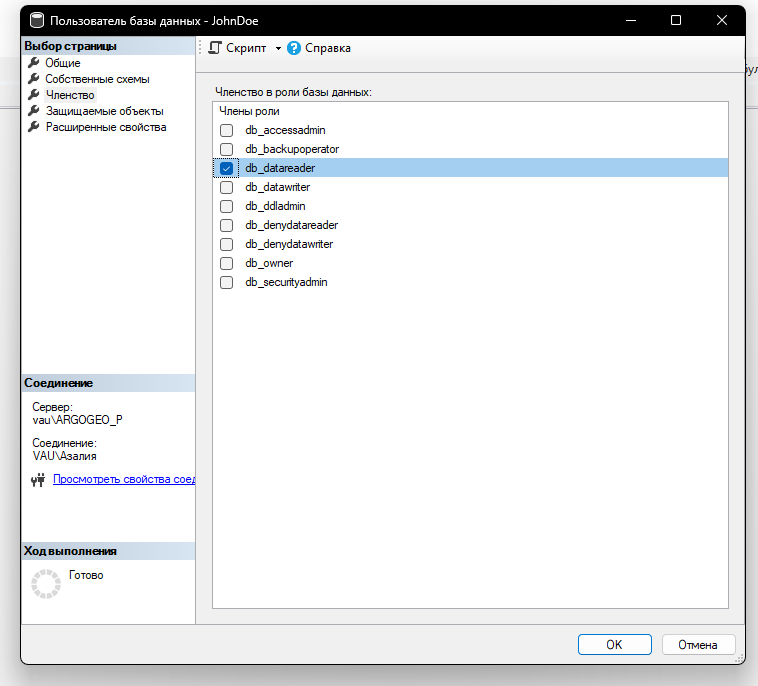 Пользователь базы данных - JohnDoe
Выбор страницы
Общие
Собственные схемы
Членство
Защищаемые объекты
Расширенные свойства
Скрипт
Справка
Членство в роли базы данных:
Члены роли
db_accessadmin
db_backupoperator
db_datareader
db_datawriter
db_ddladmin
db_denydatareader
db_denydatawriter
db_owner
db_securityadmin
Соединение
Сервер:
vau\ARGOGEO_P
Соединение:
VAU\Азалия
Просмотреть свойства соед
Ход выполнения
Готово
OK
Отмена